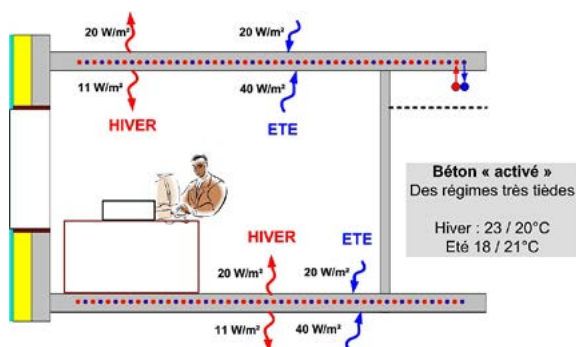 20 W/m²
20 W/m²
11 W/m²
40 W/m²
HIVER
ETE
Béton « activé »
Des régimes très tièdes
Hiver : 23 / 20°C
Eté 18 / 21°C
HIVER
ETE
20 W/m²
20 W/m²
11 W/m²
40 W/m²